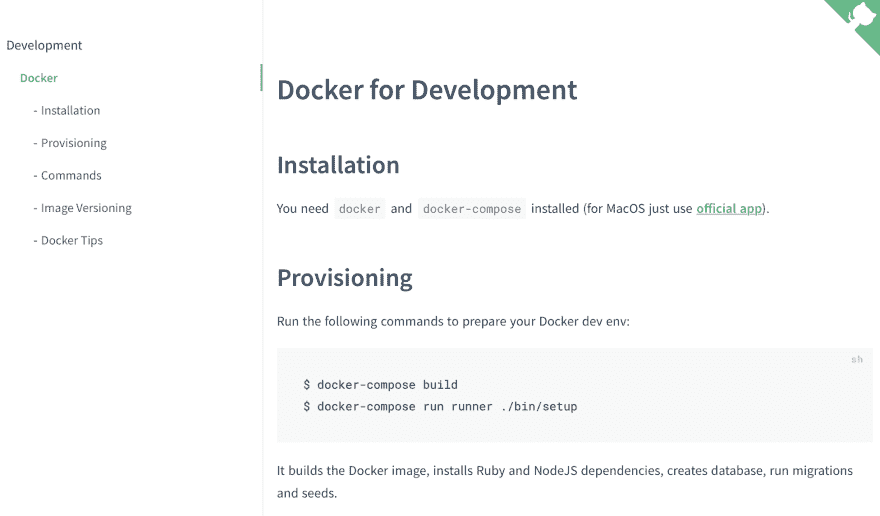 Development
Docker
- Installation
- Provisioning
- Commands
- Image Versioning
- Docker Tips
Docker for Development
Installation
You need docker and docker-compose installed (for MacOS just use official app).
Provisioning
Run the following commands to prepare your Docker dev env:
sh
$ docker-compose build
$ docker-compose run runner ./bin/setup
It builds the Docker image, installs Ruby and NodeJS dependencies, creates database, run migrations
and seeds.